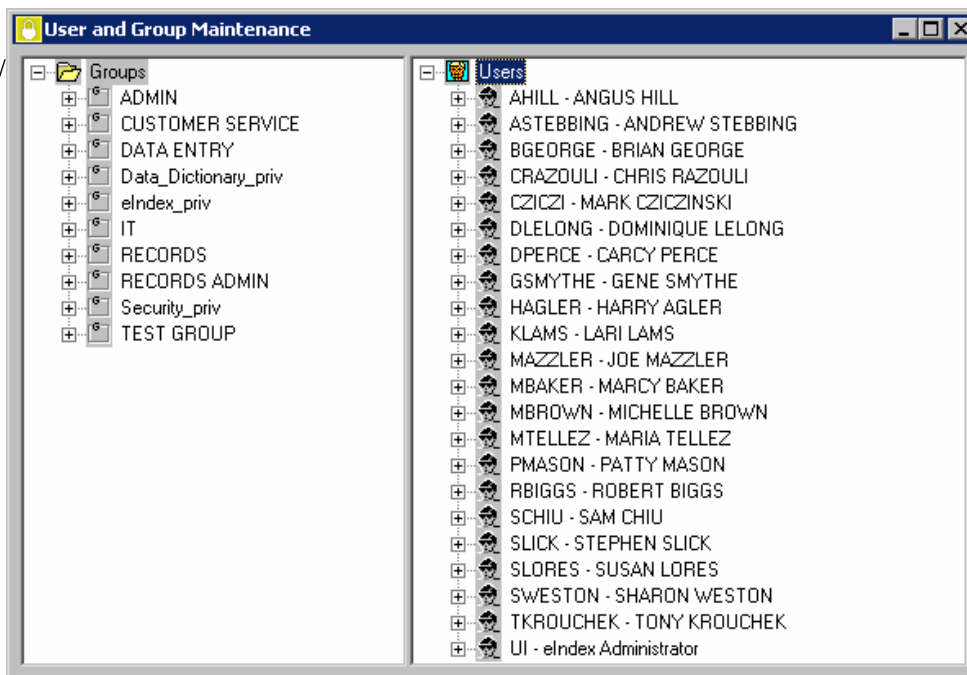 User and Group Maintenance
Groups
ADMIN
CUSTOMER SERVICE
DATA ENTRY
Data_Dictionary_priv
eIndex_priv
IT
RECORDS
RECORDS ADMIN
Security_priv
TEST GROUP
Users
AHILL - ANGUS HILL
ASTEBBING - ANDREW STEBBING
BGEORGE - BRIAN GEORGE
CRAZOULI - CHRIS RAZOULI
CZICZI - MARK CZICZINSKI
DLELONG - DOMINIQUE LELONG
DPERCE - CARCY PERCE
GSMYTHE - GENE SMYTHE
HAGLER - HARRY AGLER
KLAMS - LARI LAMS
MAZZLER - JOE MAZZLER
MBAKER - MARCY BAKER
MBROWN - MICHELLE BROWN
MTELLEZ - MARIA TELLEZ
PMASON - PATTY MASON
RBIGGS - ROBERT BIGGS
SCHIU - SAM CHIU
SLICK - STEPHEN SLICK
SLORES - SUSAN LORES
SWESTON - SHARON WESTON
TKROUCHEK - TONY KROUCHEK
UI - eIndex Administrator